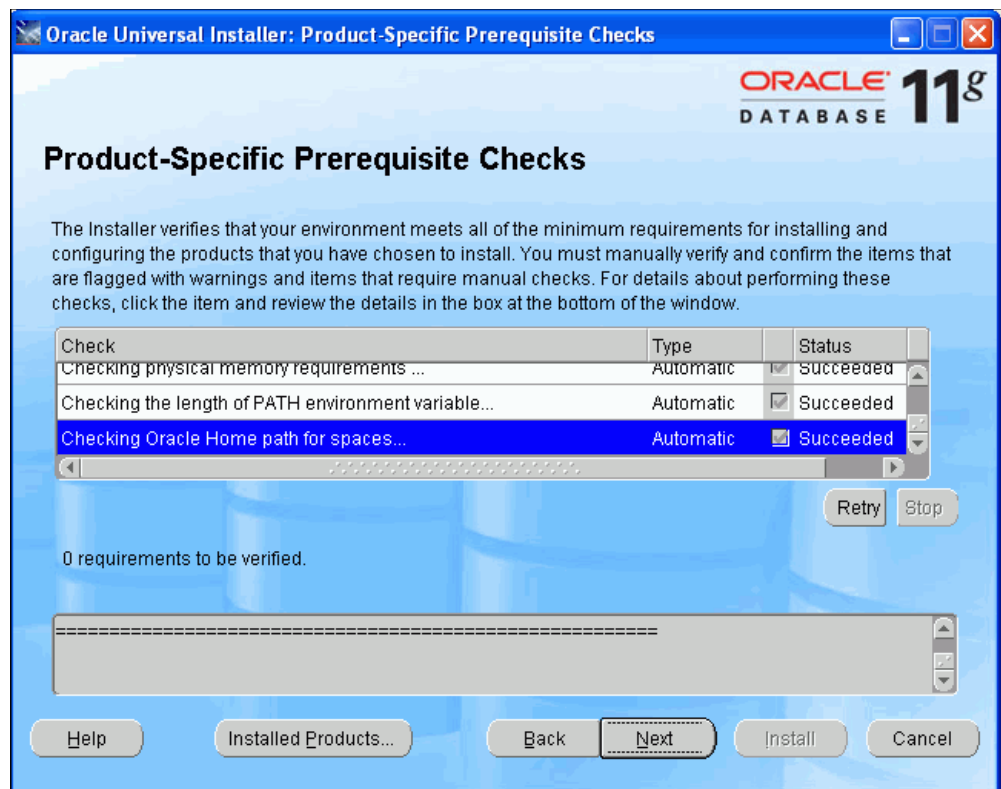 Oracle Universal Installer: Product-Specific Prerequisite Checks
ORACLE 11g
DATABASE
Product-Specific Prerequisite Checks
The Installer verifies that your environment meets all of the minimum requirements for installing and
configuring the products that you have chosen to install. You must manually verify and confirm the items that
are flagged with warnings and items that require manual checks. For details about performing these
checks, click the item and review the details in the box at the bottom of the window.
Check Type Status
Checking physical memory requirements ... Automatic Succeeded
Checking the length of PATH environment variable... Automatic Succeeded
Checking Oracle Home path for spaces... Automatic Succeeded
Retry Stop
0 requirements to be verified.
========================================================
Help Installed Products... Back Next Install Cancel